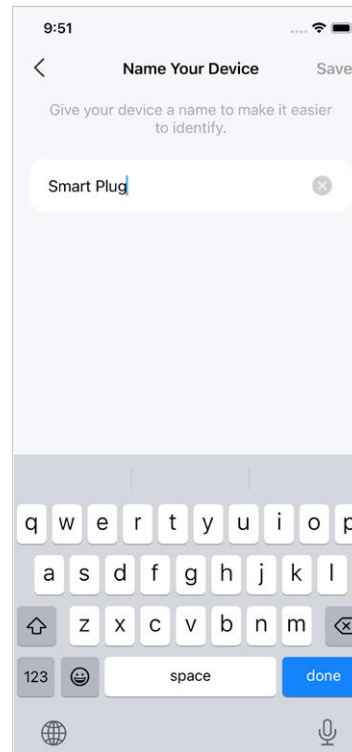 9:51
Name Your Device
Save
Give your device a name to make it easier
to identify.
Smart Plug
q w e r t y u i o p
a s d f g h j k l
z x c v b n m
123 space done